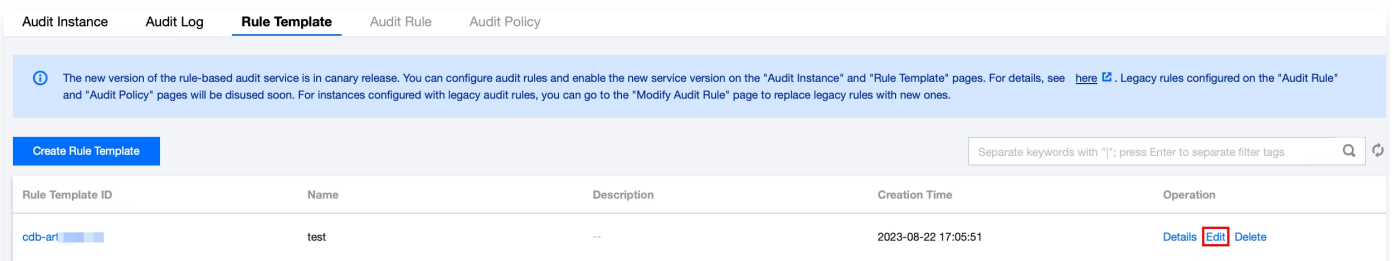 Audit Instance Audit Log Rule Template Audit Rule Audit Policy
The new version of the rule-based audit service is in canary release. You can configure audit rules and enable the new service version on the "Audit Instance" and "Rule Template" pages. For details, see here. Legacy rules configured on the "Audit Rule"
and "Audit Policy" pages will be disused soon. For instances configured with legacy audit rules, you can go to the "Modify Audit Rule" page to replace legacy rules with new ones.
Create Rule Template Separate keywords with "|"; press Enter to separate filter tags
Rule Template ID Name Description Creation Time Operation
cdb-art test -- 2023-08-22 17:05:51 Details Edit Delete